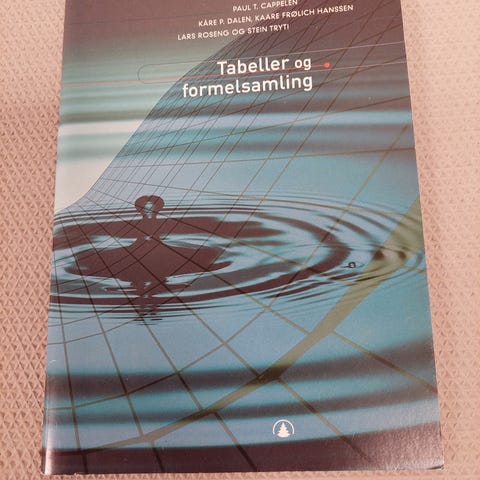 PAUL T. CAPPELEN
KÅRE P. DALEN, KAARE FRØLICH HANSSEN
LARS ROSENG OG STEIN TRYTI
Tabeller og
formelsamling